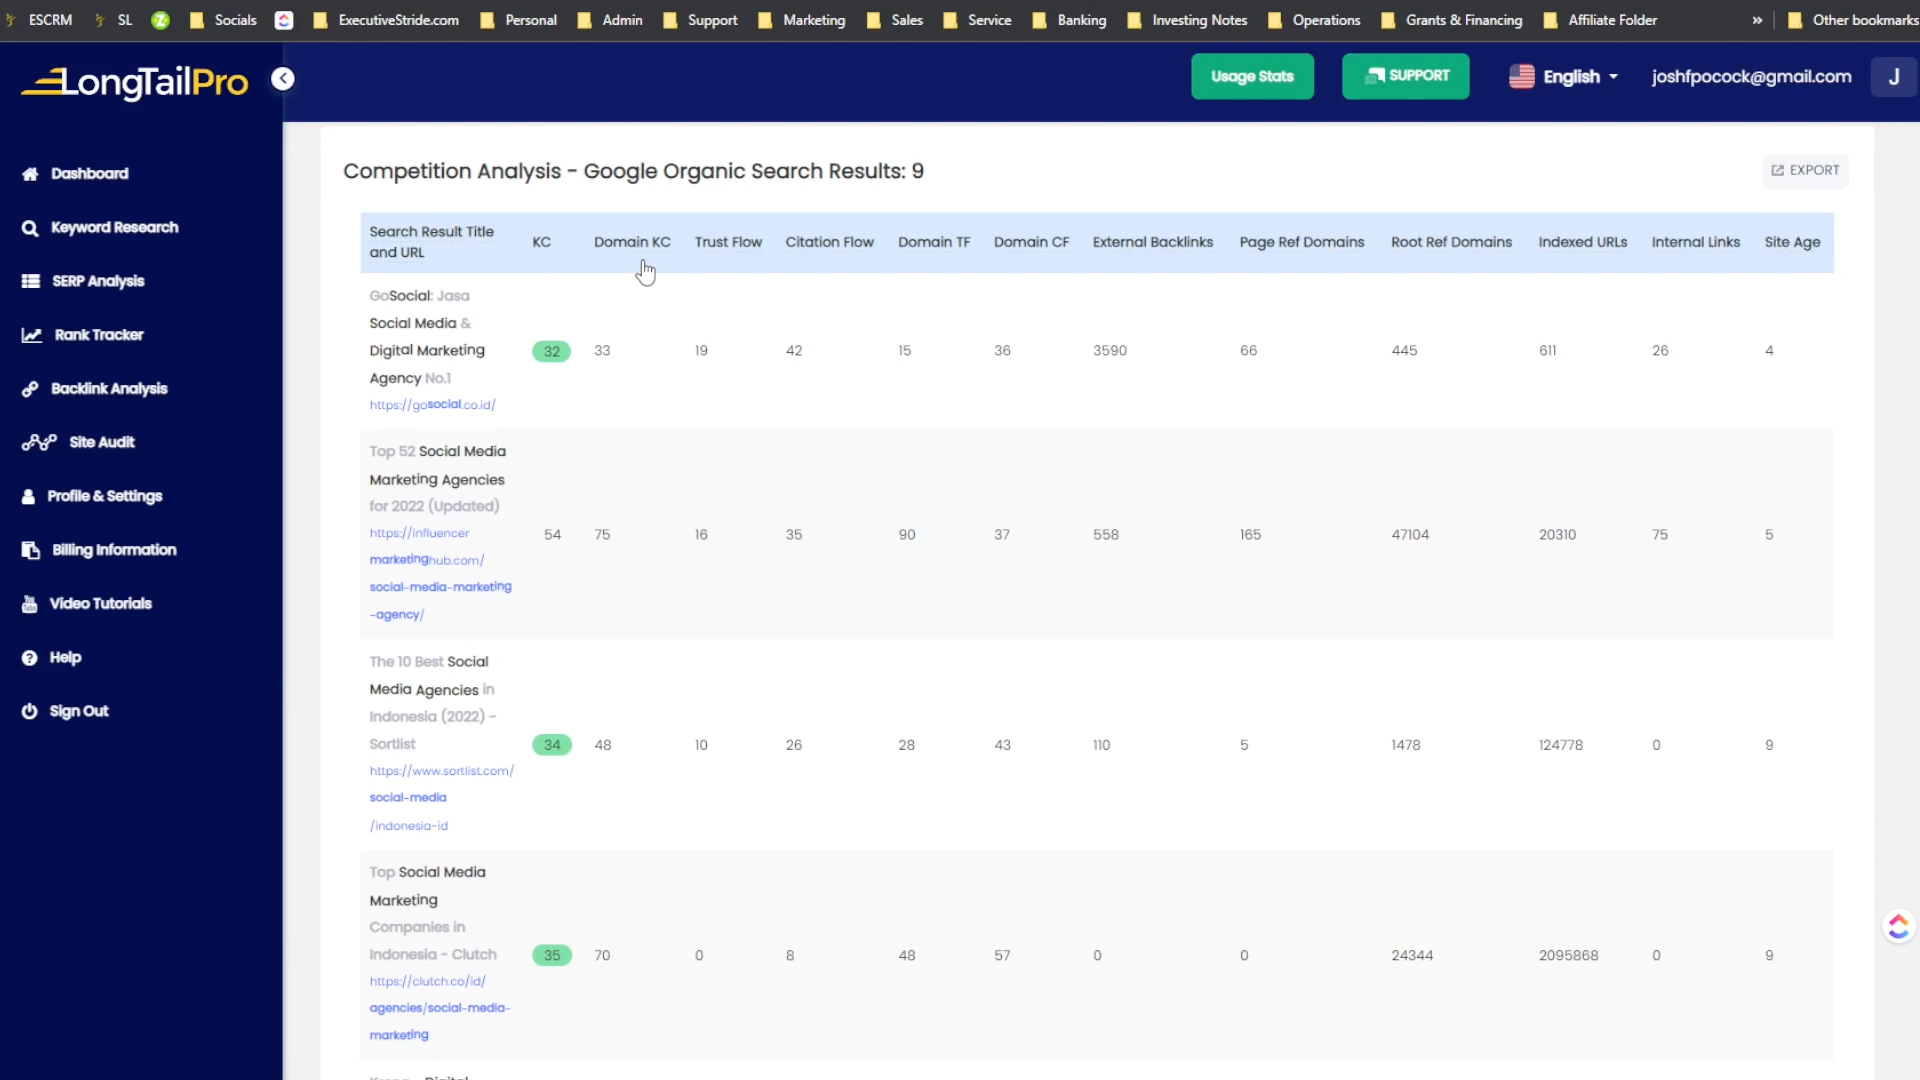 ESCRM SL Socials ExecutiveStride.com Personal Admin Support Marketing Sales Service Banking Investing Notes Operations Grants & Financing Affiliate Folder » Other bookmarks
LongTailPro Usage Stats SUPPORT English joshfpocock@gmail.com J
Dashboard
Keyword Research
SERP Analysis
Rank Tracker
Backlink Analysis
Site Audit
Profile & Settings
Billing Information
Video Tutorials
Help
Sign Out
Competition Analysis - Google Organic Search Results: 9 EXPORT
Search Result Title
and URL KC Domain KC Trust Flow Citation Flow Domain TF Domain CF External Backlinks Page Ref Domains Root Ref Domains Indexed URLs Internal Links Site Age
GoSocial: Jasa
Social Media &
Digital Marketing
Agency No.1
https://gosocial.co.id/
32 33 19 42 15 36 3590 66 445 611 26 4
Top 52 Social Media
Marketing Agencies
for 2022 (Updated)
https://influencer
marketinghub.com/
social-media-marketing
-agency/
54 75 16 35 90 37 558 165 47104 20310 75 5
The 10 Best Social
Media Agencies in
Indonesia (2022) -
Sortlist
https://www.sortlist.com/
social-media
/indonesia-id
34 48 10 26 28 43 110 5 1478 124778 0 9
Top Social Media
Marketing
Companies in
Indonesia - Clutch
https://clutch.co/id/
agencies/social-media-
marketing
35 70 0 8 48 57 0 0 24344 2095868 0 9